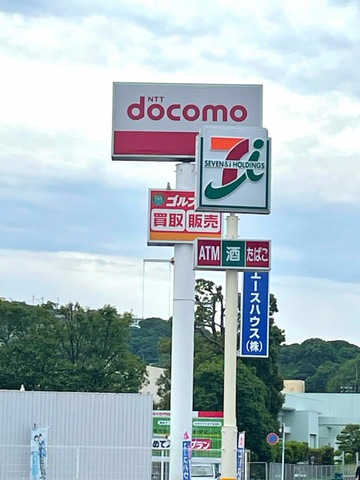 NTT
docomo
SEVEN & i HOLDINGS
ゴルフ
買取 販売
ATM 酒 たばこ
エースハウス(株)
docomo